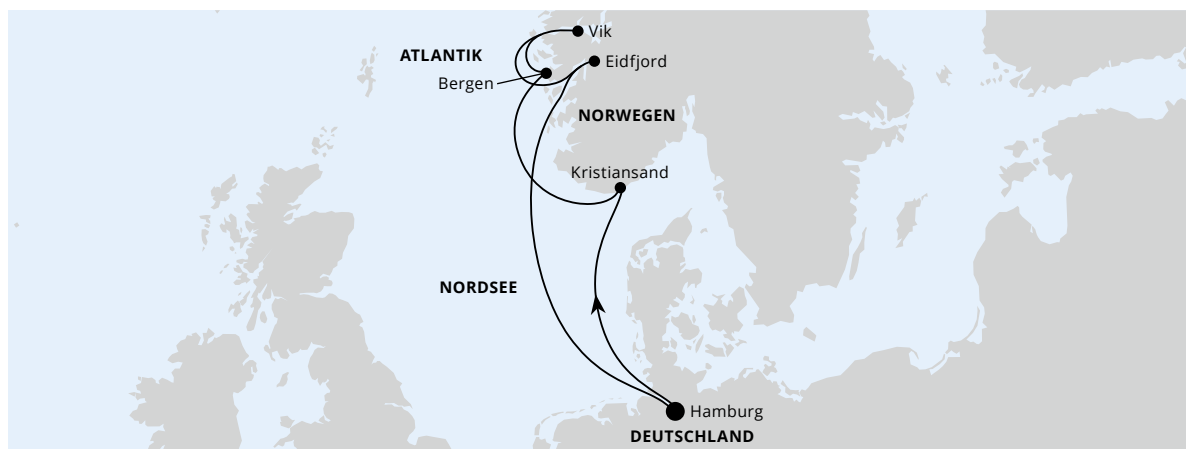 Vik
ATLANTIK
Eidfjord
Bergen
NORWEGEN
Kristiansand
NORDSEE
Hamburg
DEUTSCHLAND